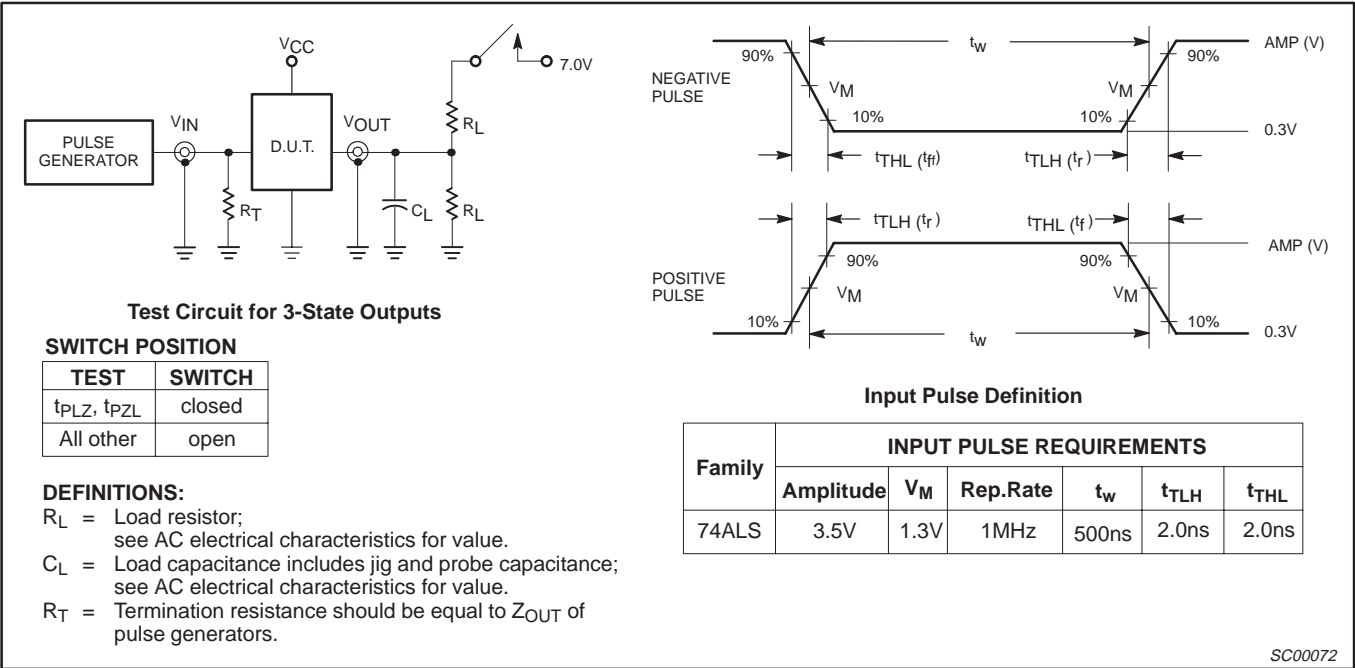 VCC
7.0V
RL
VIN
VOUT
PULSE
GENERATOR
D.U.T.
RT
CL
RL
Test Circuit for 3-State Outputs
SWITCH POSITION
TEST SWITCH
tPLZ, tPZL closed
All other open
DEFINITIONS:
RL = Load resistor;
see AC electrical characteristics for value.
CL = Load capacitance includes jig and probe capacitance;
see AC electrical characteristics for value.
RT = Termination resistance should be equal to ZOUT of
pulse generators.
tw
AMP (V)
90% 90%
NEGATIVE
PULSE
VM VM
10% 10%
0.3V
tTHL (tff) tTLH (tr)
tTLH (tr) tTHL (tf)
AMP (V)
90% 90%
POSITIVE
PULSE
VM VM
10% 10%
0.3V
tw
Input Pulse Definition
Family INPUT PULSE REQUIREMENTS
Amplitude VM Rep.Rate tw tTLH tTHL
74ALS 3.5V 1.3V 1MHz 500ns 2.0ns 2.0ns
SC00072